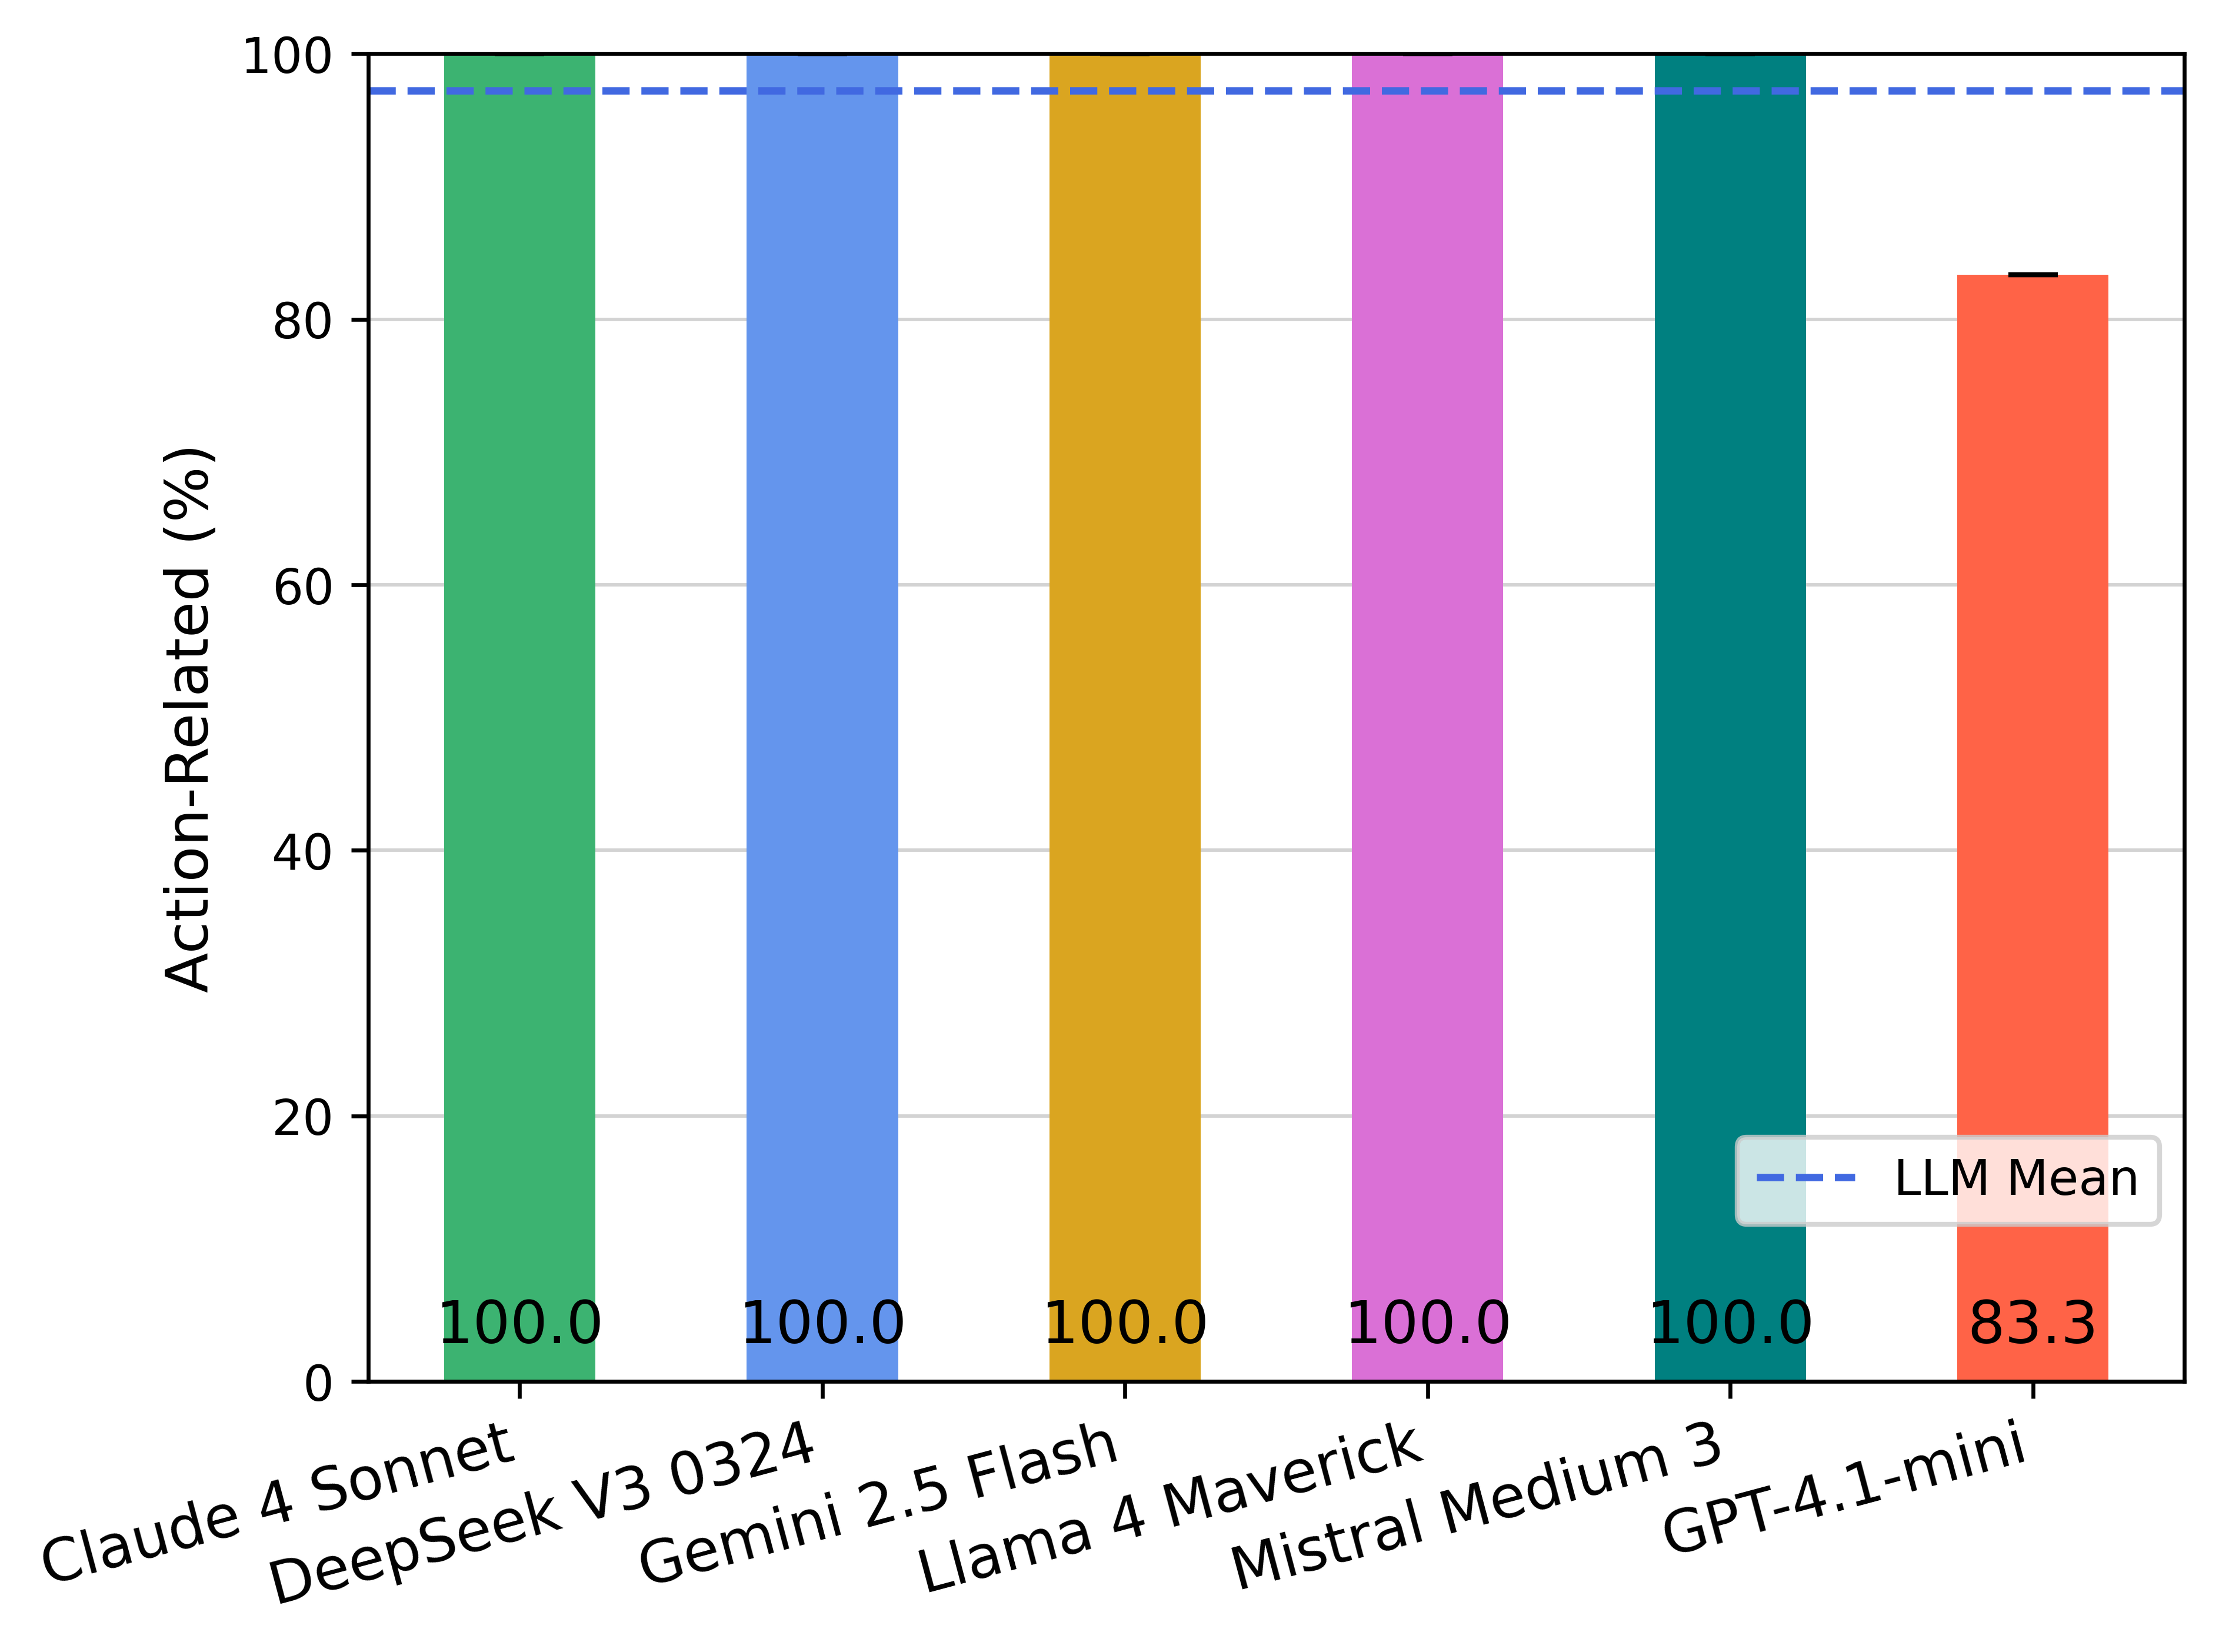 Action-Related (%)
100
80
60
40
20
0
LLM Mean
100.0
100.0
100.0
100.0
100.0
83.3
Claude 4 Sonnet
DeepSeek V3 0324
Gemini 2.5 Flash
Llama 4 Maverick
Mistral Medium 3
GPT-4.1-mini